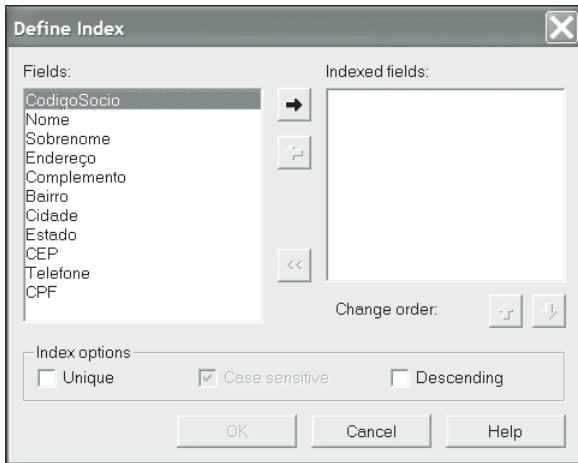 Define Index
Fields:
Indexed fields:
CodigoSocio
Nome
Sobrenome
Endereço
Complemento
Bairro
Cidade
Estado
CEP
Telefone
CPF
<<
Change order:
Index options
Unique
Case sensitive
Descending
OK
Cancel
Help